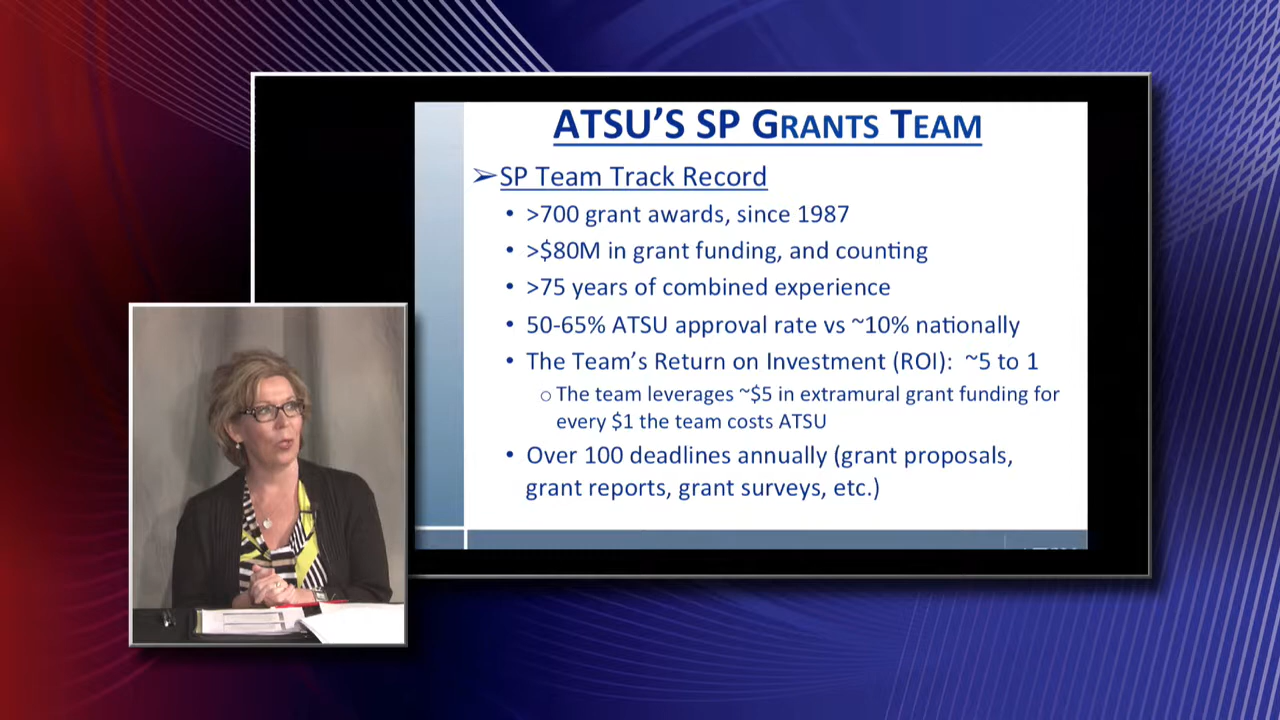 ATSU'S SP GRANTS TEAM
➢SP Team Track Record
• >700 grant awards, since 1987
• >$80M in grant funding, and counting
• >75 years of combined experience
• 50-65% ATSU approval rate vs ~10% nationally
• The Team's Return on Investment (ROI): ~5 to 1
o The team leverages ~$5 in extramural grant funding for
every $1 the team costs ATSU
• Over 100 deadlines annually (grant proposals,
grant reports, grant surveys, etc.)